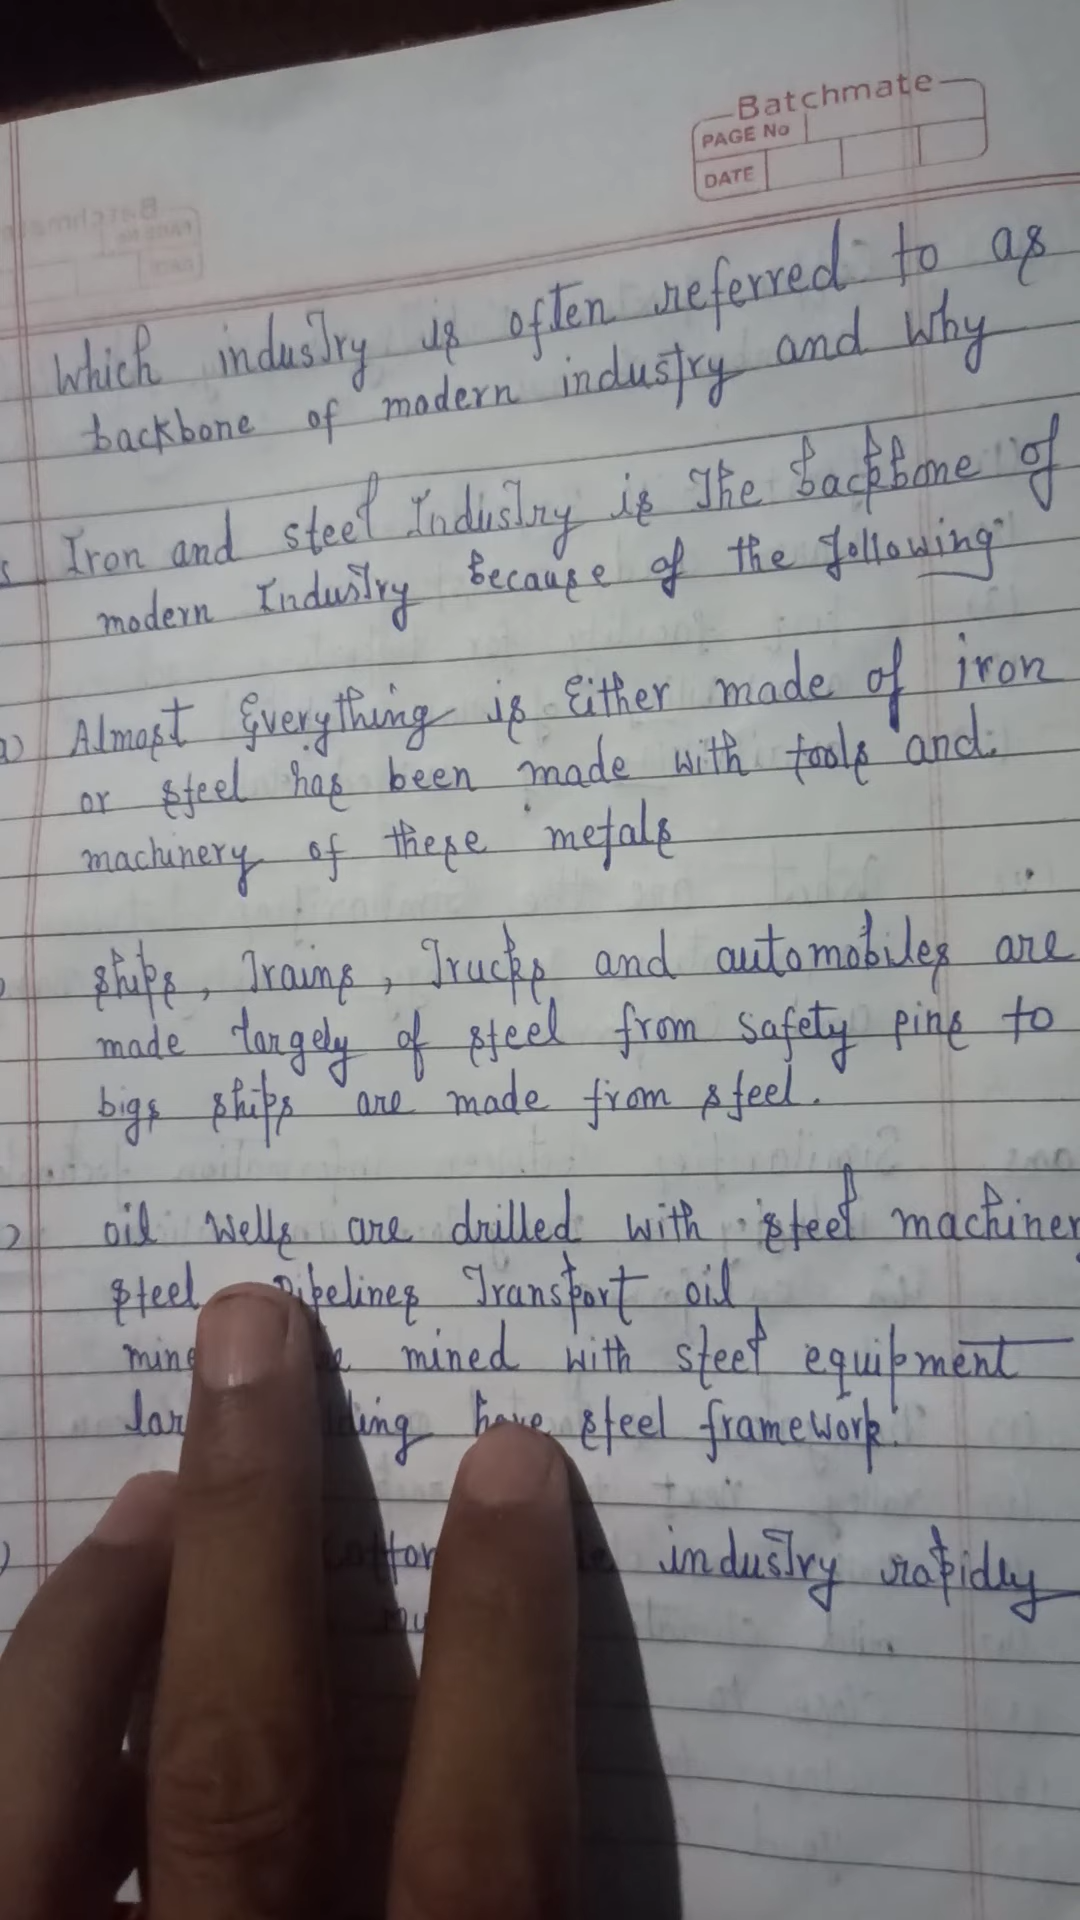 Batchmate
PAGE No
DATE
Which industry is often referred to as
backbone of modern industry and why
Iron and steel Industry is The backbone of
modern Industry because of the following
a) Almost Everything is Either made of iron
or steel has been made with tools and
machinery of these metals
ships, Trains, Trucks and automobiles are
made largely of steel from safety pins to
bigs ships are made from steel.
oil wells are drilled with steel machiner
steel pipelines Transport oil
mined with steel equipment
have steel framework.
industry rapidly